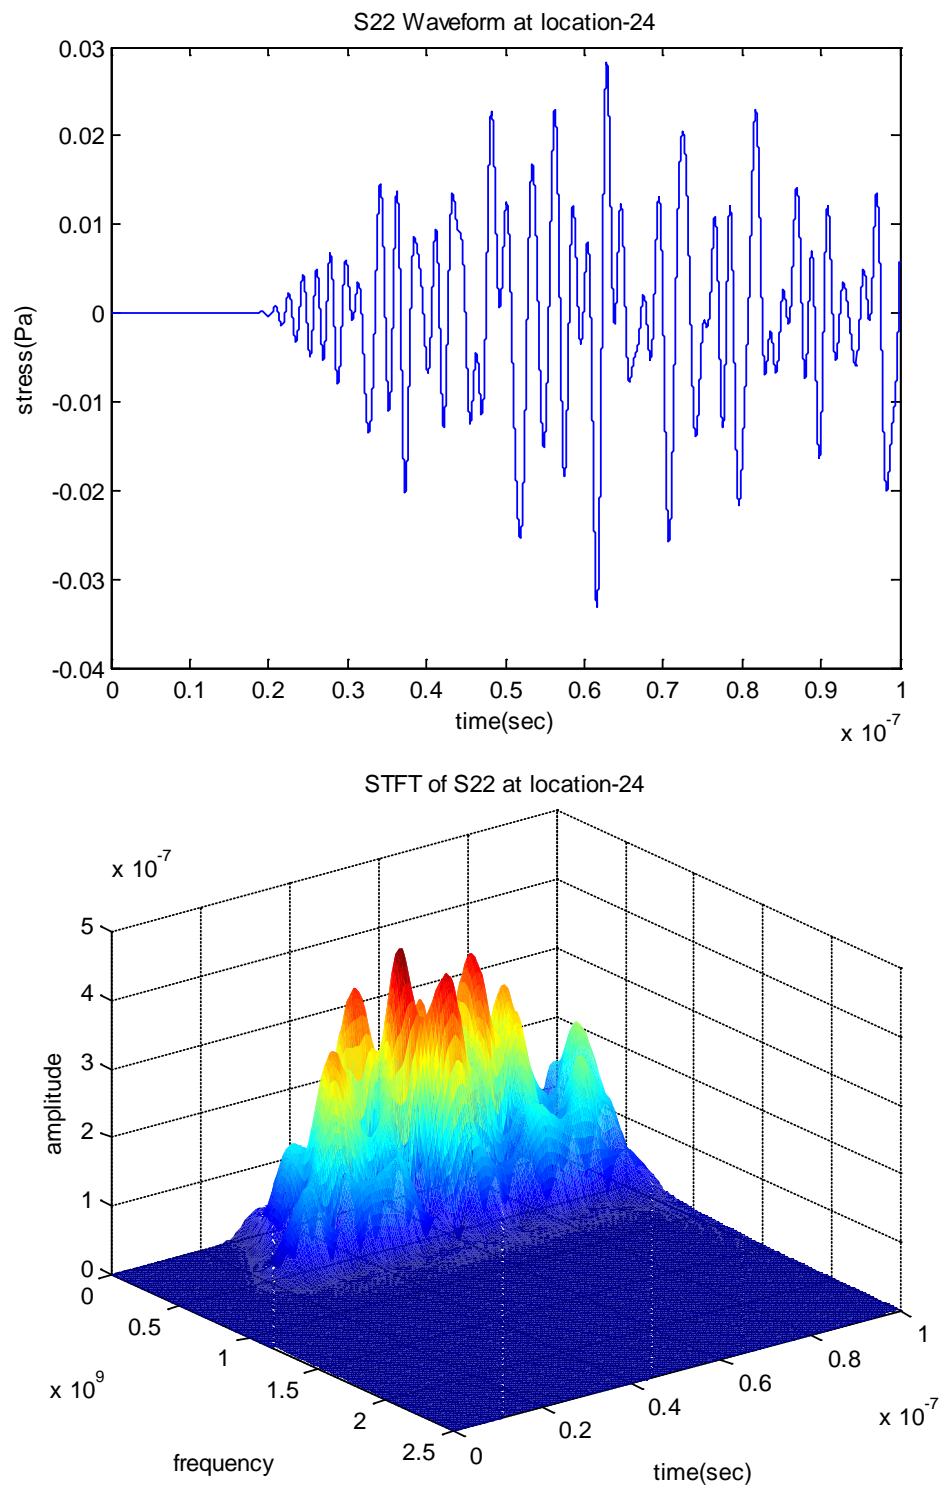 S22 Waveform at location-24
0.03
0.02
0.01
0
-0.01
-0.02
-0.03
-0.04
stress(Pa)
0 0.1 0.2 0.3 0.4 0.5 0.6 0.7 0.8 0.9 1
time(sec)
x 10^-7
STFT of S22 at location-24
x 10^-7
5
4
3
2
1
0
amplitude
0
0.5
1
1.5
2
2.5
x 10^9
frequency
0
0.2
0.4
0.6
0.8
1
x 10^-7
time(sec)